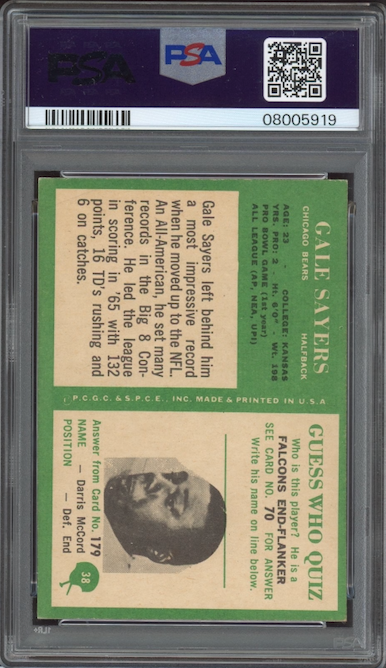 PSA
PSA
08005919
GALE SAYERS
CHICAGO BEARS HALFBACK
AGE: 23 - COLLEGE: KANSAS
YRS. PRO: 2 - Ht. 6'0" - Wt. 198
PRO BOWL GAME (1st year)
ALL LEAGUE (AP, NEA, UPI)
Gale Sayers left behind him
a most impressive record
when he moved up to the NFL.
An All-American, he set many
records in the Big 8 Con-
ference. He led the league
in scoring in '65 with 132
points, 16 TD's rushing and
6 on catches.
P.C.G.C. & S.P.C.E., INC. MADE & PRINTED IN U.S.A
GUESS WHO QUIZ
Who is this player? He is a
FALCONS END-FLANKER
SEE CARD NO. 70 FOR ANSWER
Write his name on line below.
Answer from Card No. 179
NAME — Darris McCord
POSITION — Def. End
38